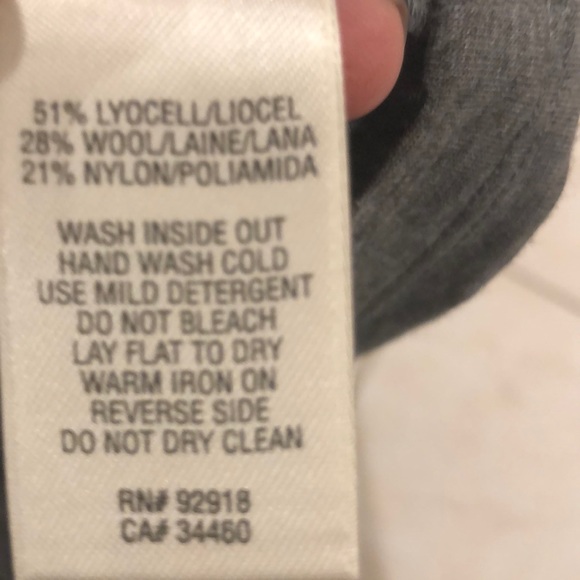 51% LYOCELL/LIOCEL
28% WOOL/LAINE/LANA
21% NYLON/POLIAMIDA
WASH INSIDE OUT
HAND WASH COLD
USE MILD DETERGENT
DO NOT BLEACH
LAY FLAT TO DRY
WARM IRON ON
REVERSE SIDE
DO NOT DRY CLEAN
RN# 92918
CA# 34460